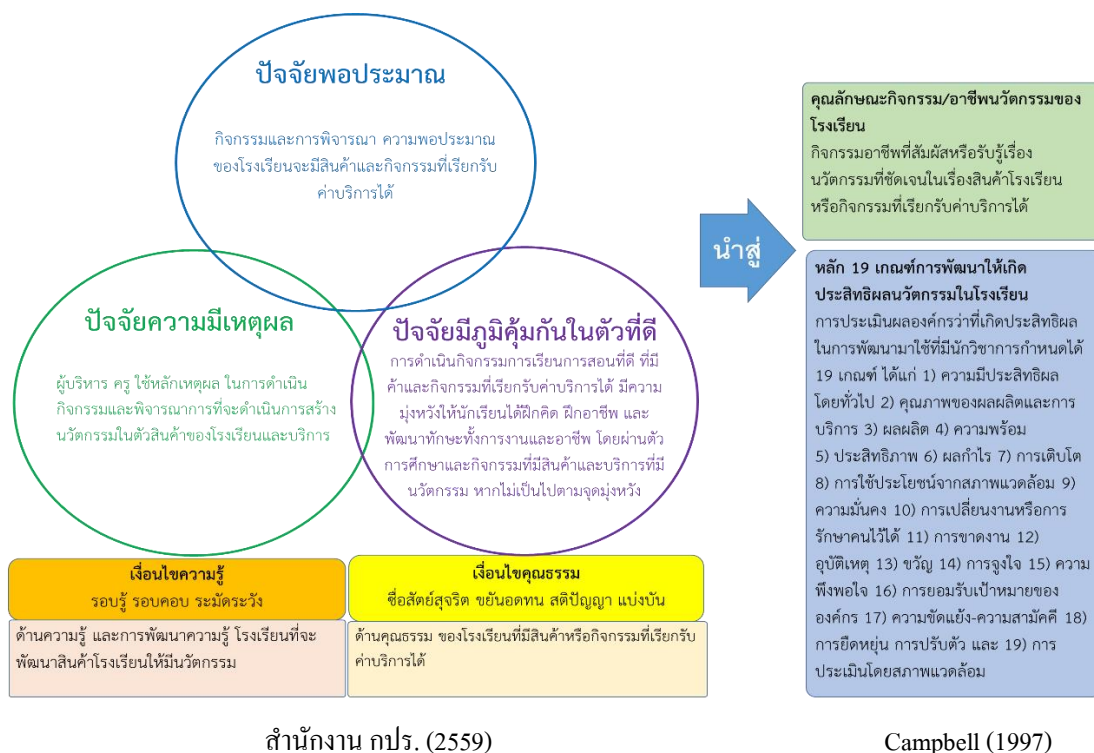 ปัจจัยพอประมาณ
กิจกรรมและการพิจารณา ความพอประมาณ
ของโรงเรียนจะมีสินค้าและกิจกรรมที่เรียกรับ
ค่าบริการได้
ปัจจัยความมีเหตุผล
ผู้บริหาร ครู ใช้หลักเหตุผล ในการดำเนิน
กิจกรรมและพิจารณาการที่จะดำเนินการสร้าง
นวัตกรรมในตัวสินค้าของโรงเรียนและบริการ
ปัจจัยมีภูมิคุ้มกันในตัวที่ดี
การดำเนินกิจกรรมการเรียนการสอนที่ดี ที่มี
ค้าและกิจกรรมที่เรียกรับค่าบริการได้ มีความ
มุ่งหวังให้นักเรียนได้ฝึกคิด ฝึกอาชีพ และ
พัฒนาทักษะทั้งการงานและอาชีพ โดยผ่านตัว
การศึกษาและกิจกรรมที่มีสินค้าและบริการที่มี
นวัตกรรม หากไม่เป็นไปตามจุดมุ่งหวัง
เงื่อนไขความรู้
รอบรู้ รอบคอบ ระมัดระวัง
ด้านความรู้ และการพัฒนาความรู้ โรงเรียนที่จะ
พัฒนาสินค้าโรงเรียนให้มีนวัตกรรม
เงื่อนไขคุณธรรม
ซื่อสัตย์สุจริต ขยันอดทน สติปัญญา แบ่งบัน
ด้านคุณธรรม ของโรงเรียนที่มีสินค้าหรือกิจกรรมที่เรียกรับ
ค่าบริการได้
สำนักงาน กปร. (2559)
นำสู่
คุณลักษณะกิจกรรม/อาชีพนวัตกรรมของ
โรงเรียน
กิจกรรมอาชีพที่สัมผัสหรือรับรู้เรื่อง
นวัตกรรมที่ชัดเจนในเรื่องสินค้าโรงเรียน
หรือกิจกรรมที่เรียกรับค่าบริการได้
หลัก 19 เกณฑ์การพัฒนาให้เกิด
ประสิทธิผลนวัตกรรมในโรงเรียน
การประเมินผลองค์กรว่าที่เกิดประสิทธิผล
ในการพัฒนามาใช้ที่มีนักวิชาการกำหนดได้
19 เกณฑ์ ได้แก่ 1) ความมีประสิทธิผล
โดยทั่วไป 2) คุณภาพของผลผลิตและการ
บริการ 3) ผลผลิต 4) ความพร้อม
5) ประสิทธิภาพ 6) ผลกำไร 7) การเติบโต
8) การใช้ประโยชน์จากสภาพแวดล้อม 9)
ความมั่นคง 10) การเปลี่ยนงานหรือการ
รักษาคนไว้ได้ 11) การขาดงาน 12)
อุบัติเหตุ 13) ขวัญ 14) การจูงใจ 15) ความ
พึงพอใจ 16) การยอมรับเป้าหมายของ
องค์กร 17) ความขัดแย้ง-ความสามัคคี 18)
การยืดหยุ่น การปรับตัว และ 19) การ
ประเมินโดยสภาพแวดล้อม
Campbell (1997)